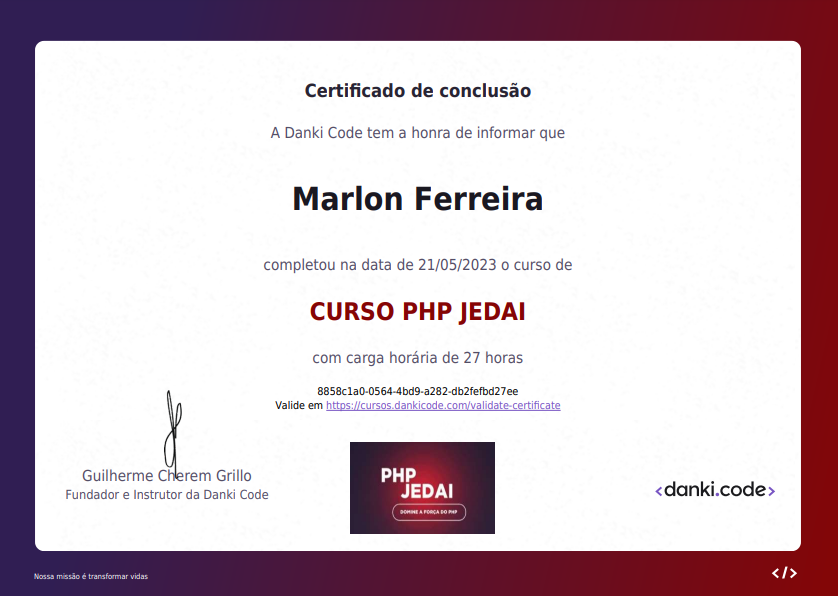 Certificado de conclusão
A Danki Code tem a honra de informar que
Marlon Ferreira
completou na data de 21/05/2023 o curso de
CURSO PHP JEDAI
com carga horária de 27 horas
8858c1a0-0564-4bd9-a282-db2fefbd27ee
Valide em https://cursos.dankicode.com/validate-certificate
Guilherme Cherem Grillo
Fundador e Instrutor da Danki Code
PHP
JEDAI
DOMINE A FORÇA DO PHP
<danki.code>
Nossa missão é transformar vidas
</>